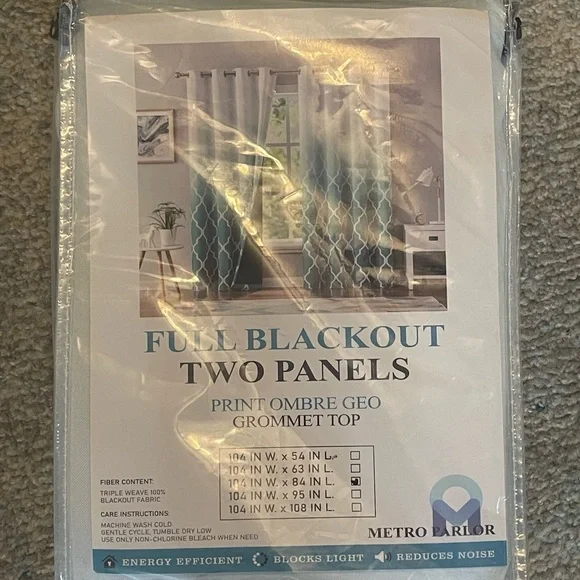 FULL BLACKOUT
TWO PANELS
PRINT OMBRE GEO
GROMMET TOP
104 IN W. x 54 IN L.
104 IN W. x 63 IN L.
104 IN W. x 84 IN L.
104 IN W. x 95 IN L.
104 IN W. x 108 IN L.
FIBER CONTENT:
TRIPLE WEAVE 100%
BLACKOUT FABRIC
CARE INSTRUCTIONS:
MACHINE WASH COLD
GENTLE CYCLE, TUMBLE DRY LOW
USE ONLY NON-CHLORINE BLEACH WHEN NEED
METRO PARLOR
ENERGY EFFICIENT BLOCKS LIGHT REDUCES NOISE